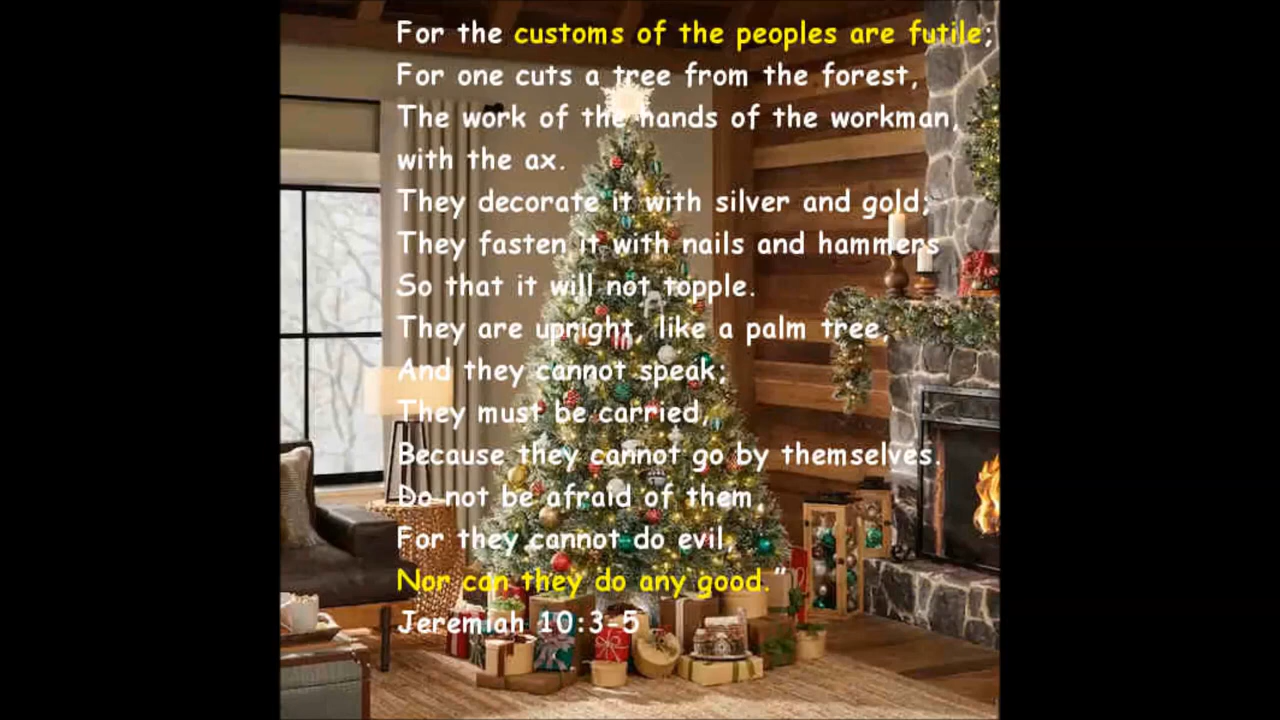 For the customs of the peoples are futile;
For one cuts a tree from the forest,
The work of the hands of the workman,
with the ax.
They decorate it with silver and gold;
They fasten it with nails and hammers
So that it will not topple.
They are upright, like a palm tree,
And they cannot speak;
They must be carried,
Because they cannot go by themselves.
Do not be afraid of them,
For they cannot do evil,
Nor can they do any good.”
Jeremiah 10:3-5